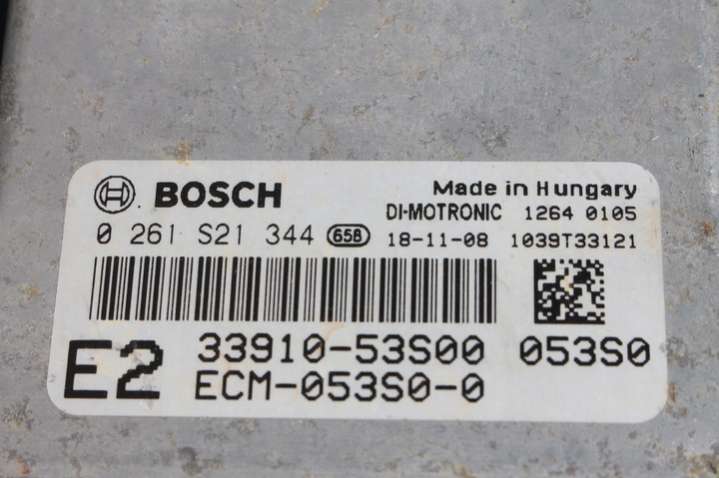 BOSCH Made in Hungary
DI-MOTRONIC 1264 0105
0 261 S21 344 658 18-11-08 1039T33121
E2 33910-53S00 053S0
ECM-053S0-0